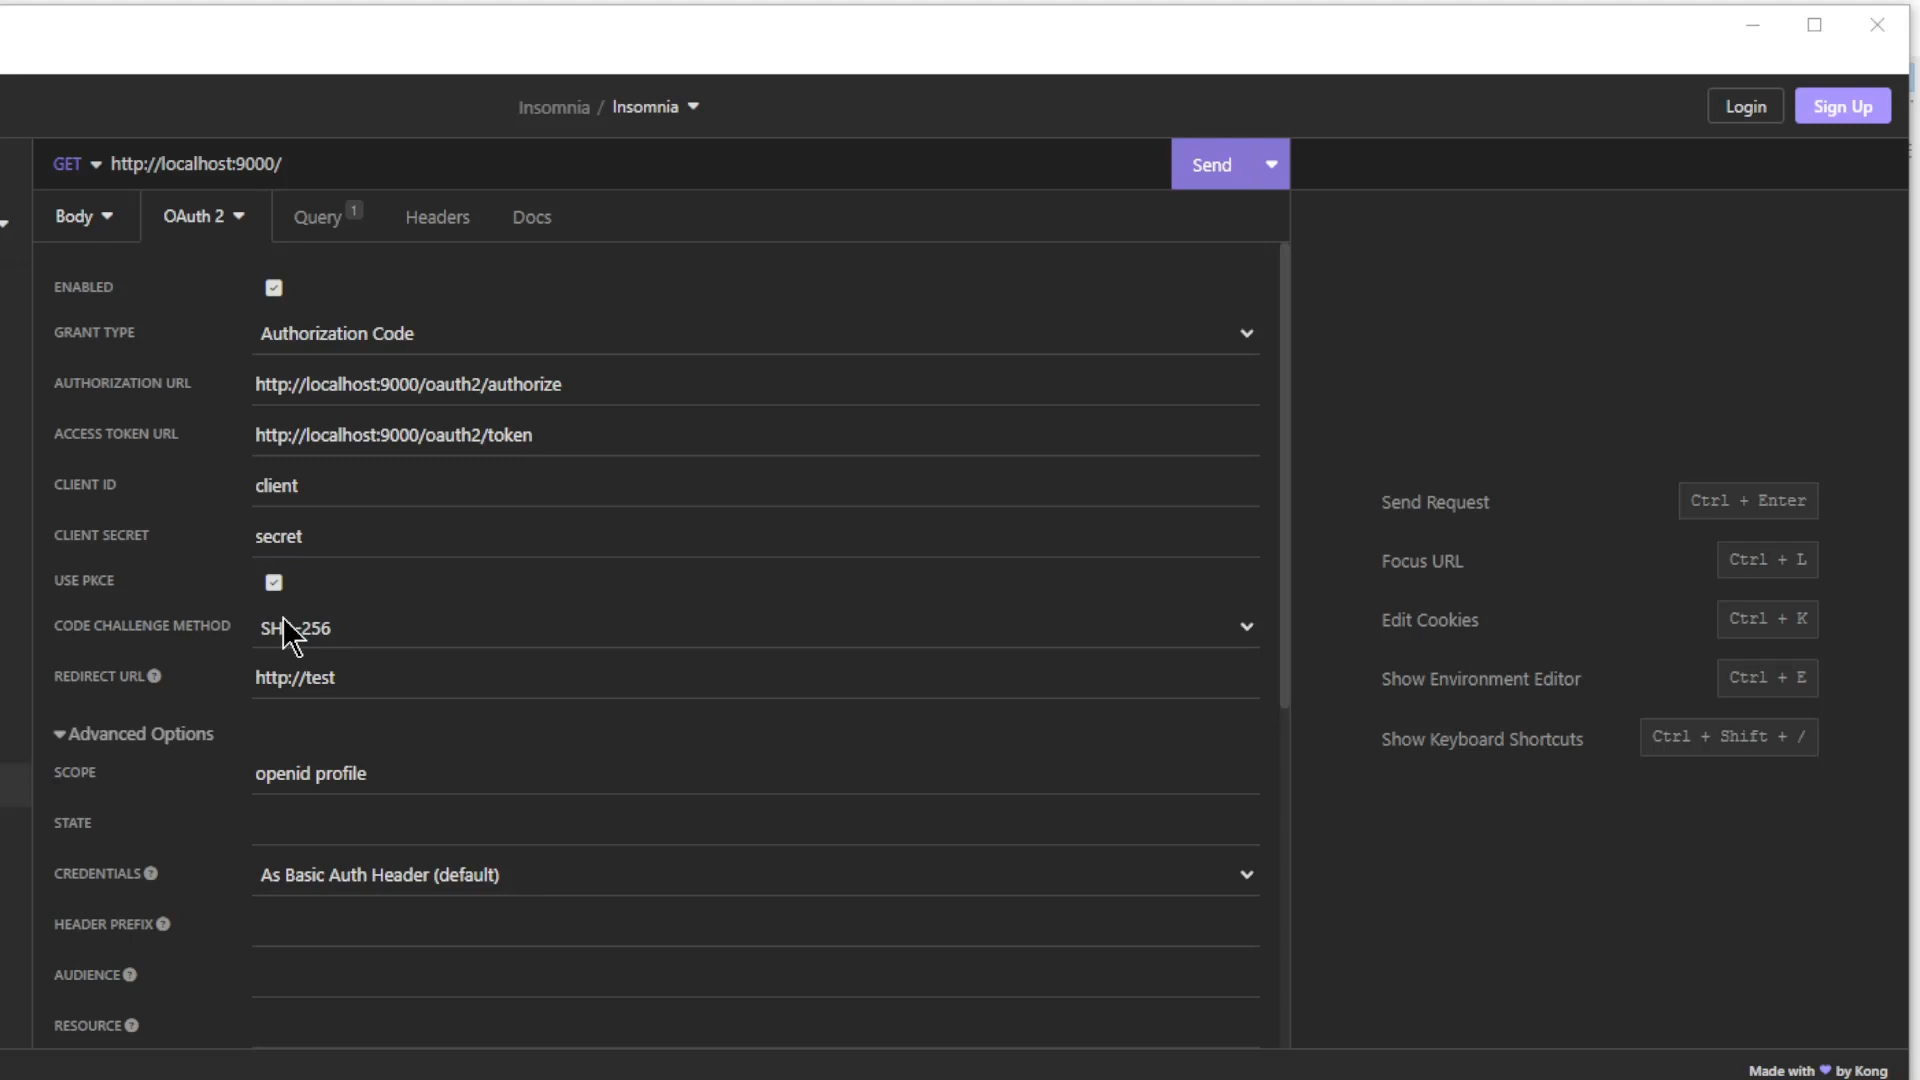 Insomnia / Insomnia
Login
Sign Up
GET http://localhost:9000/
Send
Body
OAuth 2
Query 1
Headers
Docs
ENABLED
GRANT TYPE
Authorization Code
AUTHORIZATION URL
http://localhost:9000/oauth2/authorize
ACCESS TOKEN URL
http://localhost:9000/oauth2/token
CLIENT ID
client
CLIENT SECRET
secret
USE PKCE
CODE CHALLENGE METHOD
SHA-256
REDIRECT URL
http://test
Advanced Options
SCOPE
openid profile
STATE
CREDENTIALS
As Basic Auth Header (default)
HEADER PREFIX
AUDIENCE
RESOURCE
Send Request
Ctrl + Enter
Focus URL
Ctrl + L
Edit Cookies
Ctrl + K
Show Environment Editor
Ctrl + E
Show Keyboard Shortcuts
Ctrl + Shift + /
Made with 💜 by Kong